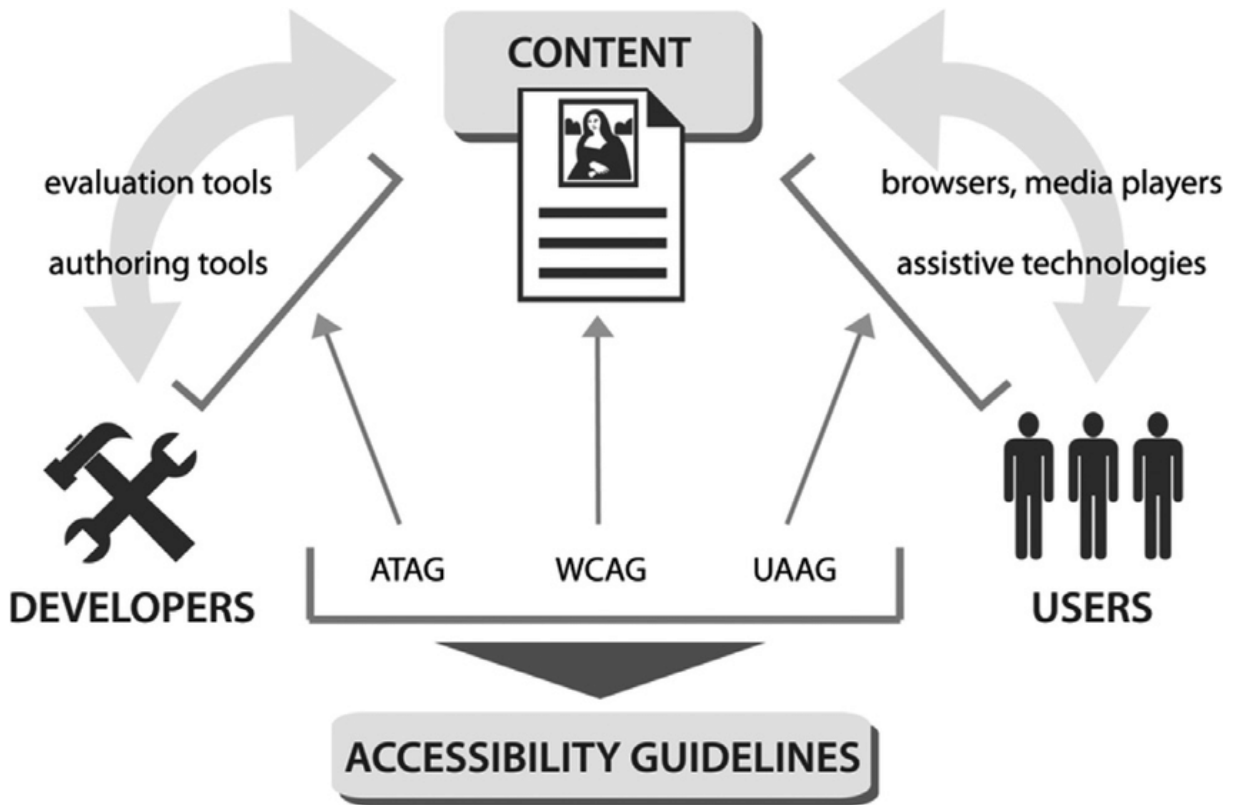 CONTENT
evaluation tools
authoring tools
browsers, media players
assistive technologies
ATAG
WCAG
UAAG
DEVELOPERS
USERS
ACCESSIBILITY GUIDELINES